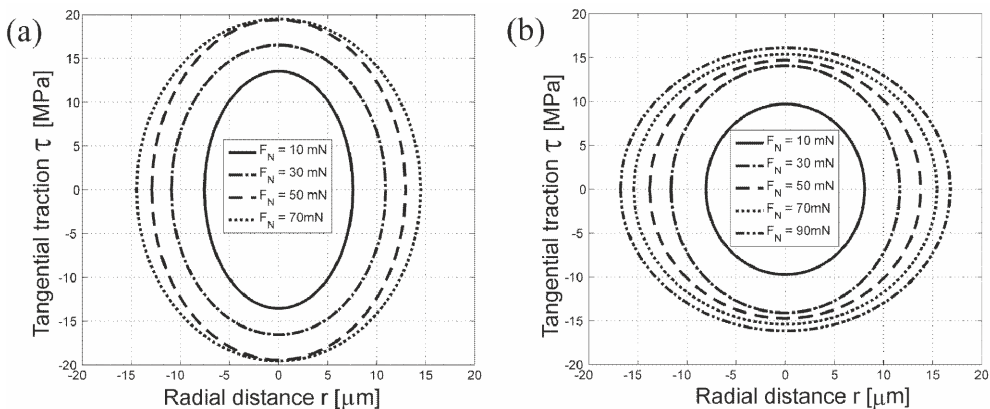 (a)
Tangential traction τ [MPa]
20
15
10
5
0
-5
-10
-15
-20
F_N = 10 mN
F_N = 30 mN
F_N = 50 mN
F_N = 70mN
-20 -15 -10 -5 0 5 10 15 20
Radial distance r [μm]
(b)
Tangential traction τ [MPa]
20
15
10
5
0
-5
-10
-15
-20
F_N = 10 mN
F_N = 30 mN
F_N = 50 mN
F_N = 70mN
F_N = 90mN
-20 -15 -10 -5 0 5 10 15 20
Radial distance r [μm]